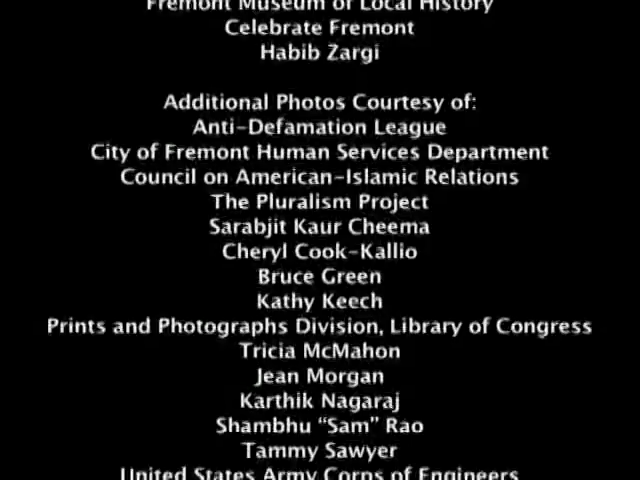 Fremont Museum of Local History
Celebrate Fremont
Habib Zargi
Additional Photos Courtesy of:
Anti-Defamation League
City of Fremont Human Services Department
Council on American-Islamic Relations
The Pluralism Project
Sarabjit Kaur Cheema
Cheryl Cook-Kallio
Bruce Green
Kathy Keech
Prints and Photographs Division, Library of Congress
Tricia McMahon
Jean Morgan
Karthik Nagaraj
Shambhu “Sam” Rao
Tammy Sawyer
United States Army Corps of Engineers